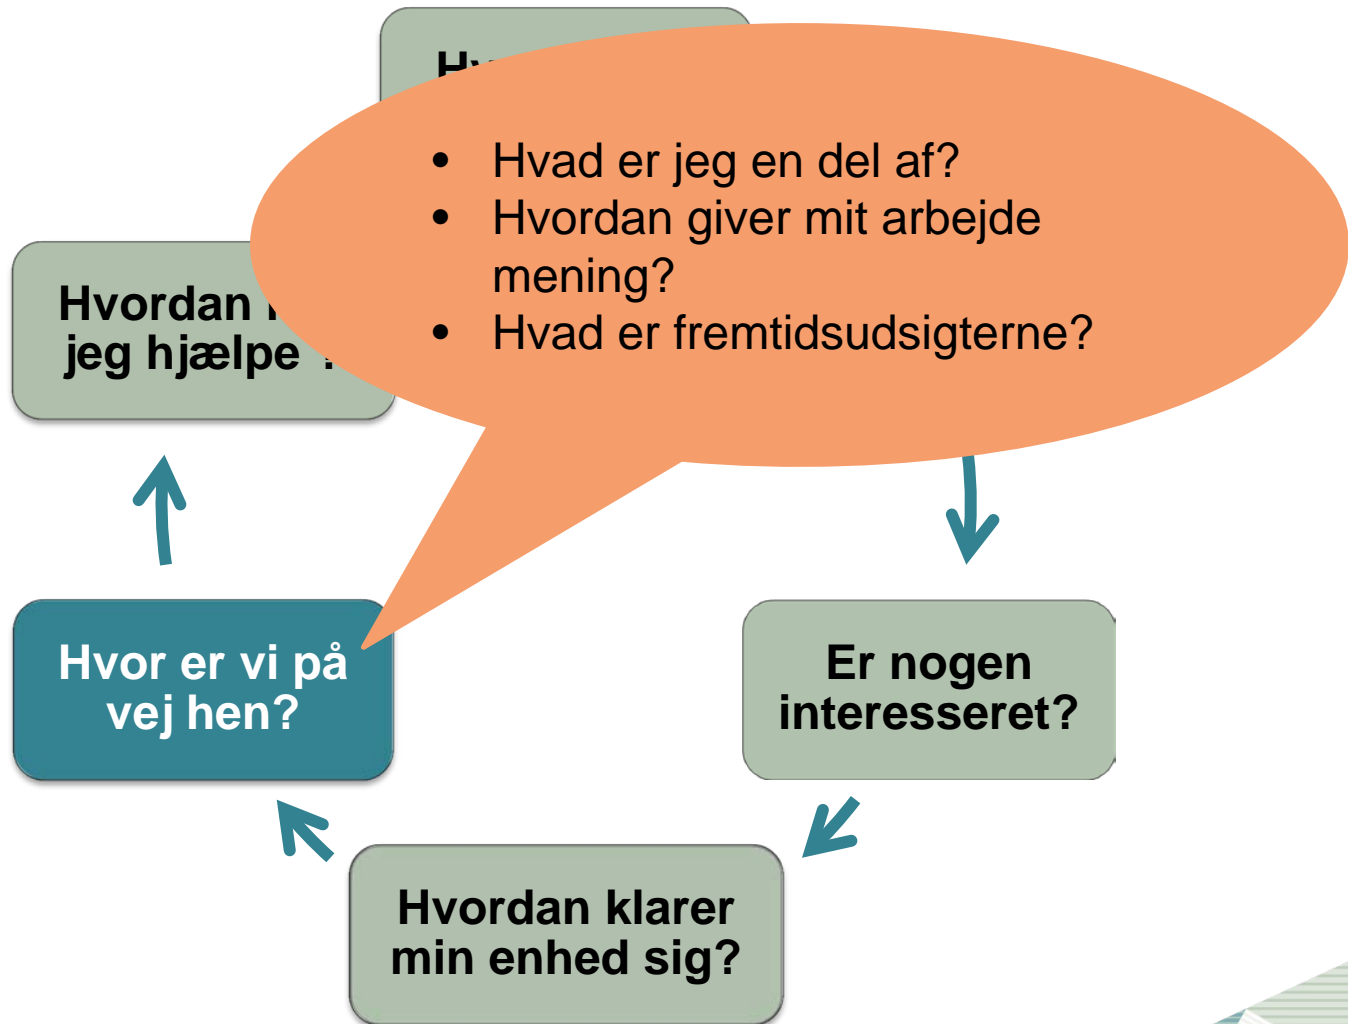 • Hvad er jeg en del af?
• Hvordan giver mit arbejde
mening?
• Hvad er fremtidsudsigterne?
Hvordan
jeg hjælpe ?
Hvor er vi på
vej hen?
Er nogen
interesseret?
Hvordan klarer
min enhed sig?